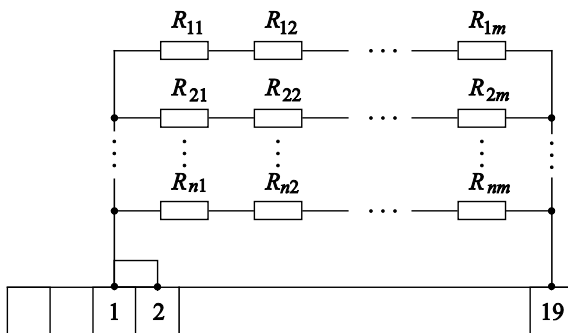 R11 R12 ... R1m
R21 R22 ... R2m
Rn1 Rn2 ... Rnm
1 2 19